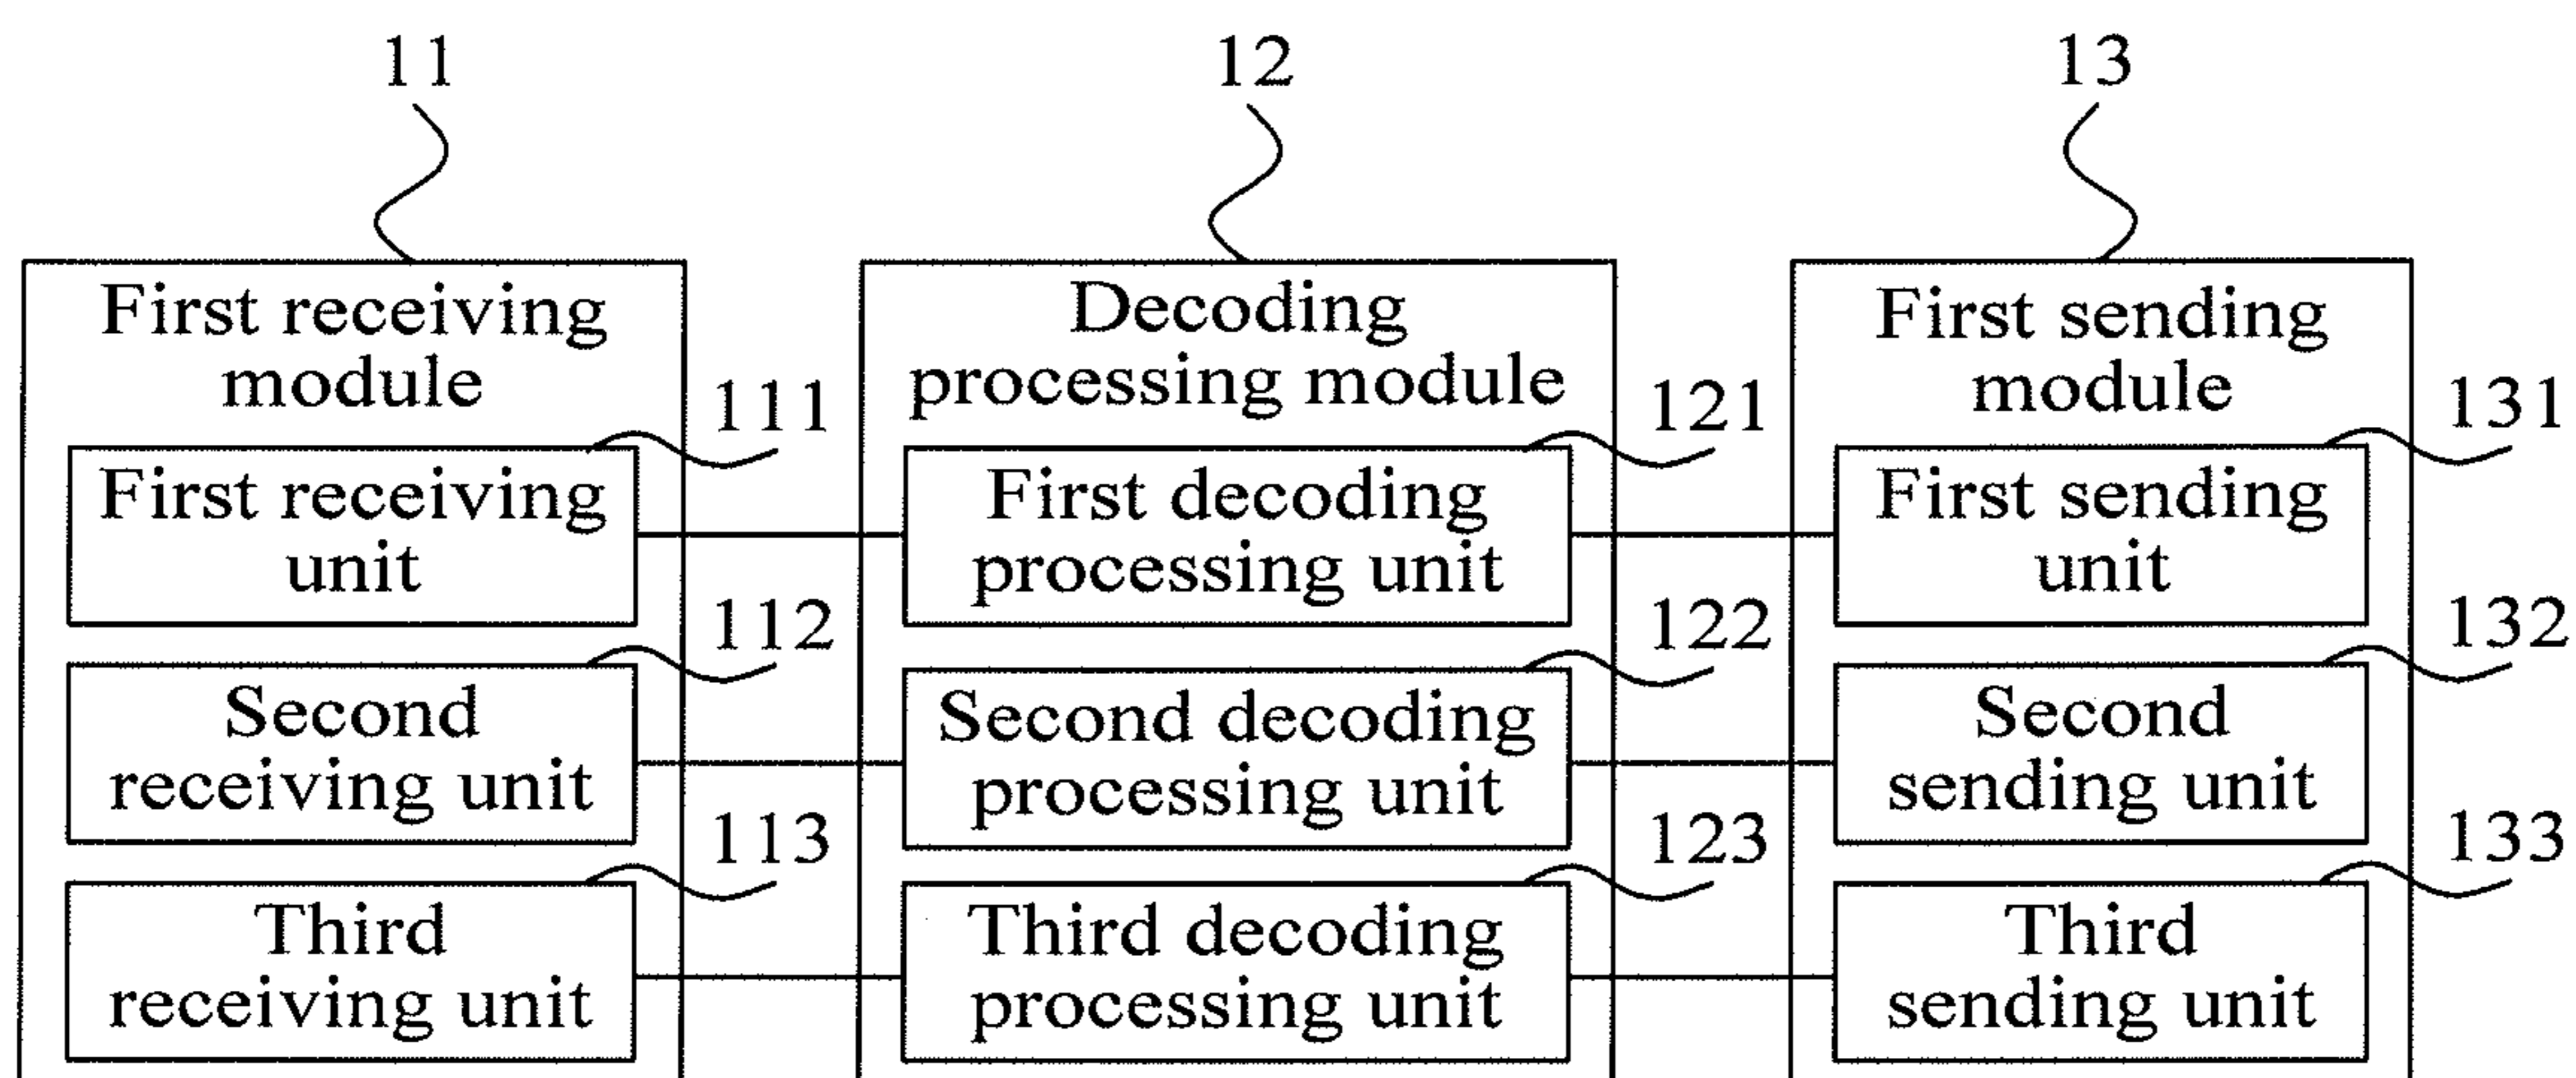 11
12
13
First receiving
module
Decoding
processing module
First sending
module
111
121
131
First receiving
unit
First decoding
processing unit
First sending
unit
112
122
132
Second
receiving unit
Second decoding
processing unit
Second
sending unit
113
123
133
Third
receiving unit
Third decoding
processing unit
Third
sending unit